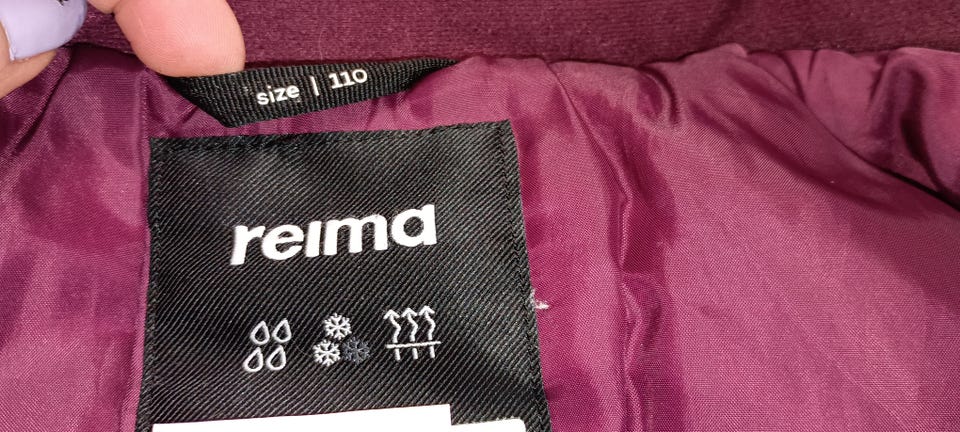 size | 110
reima